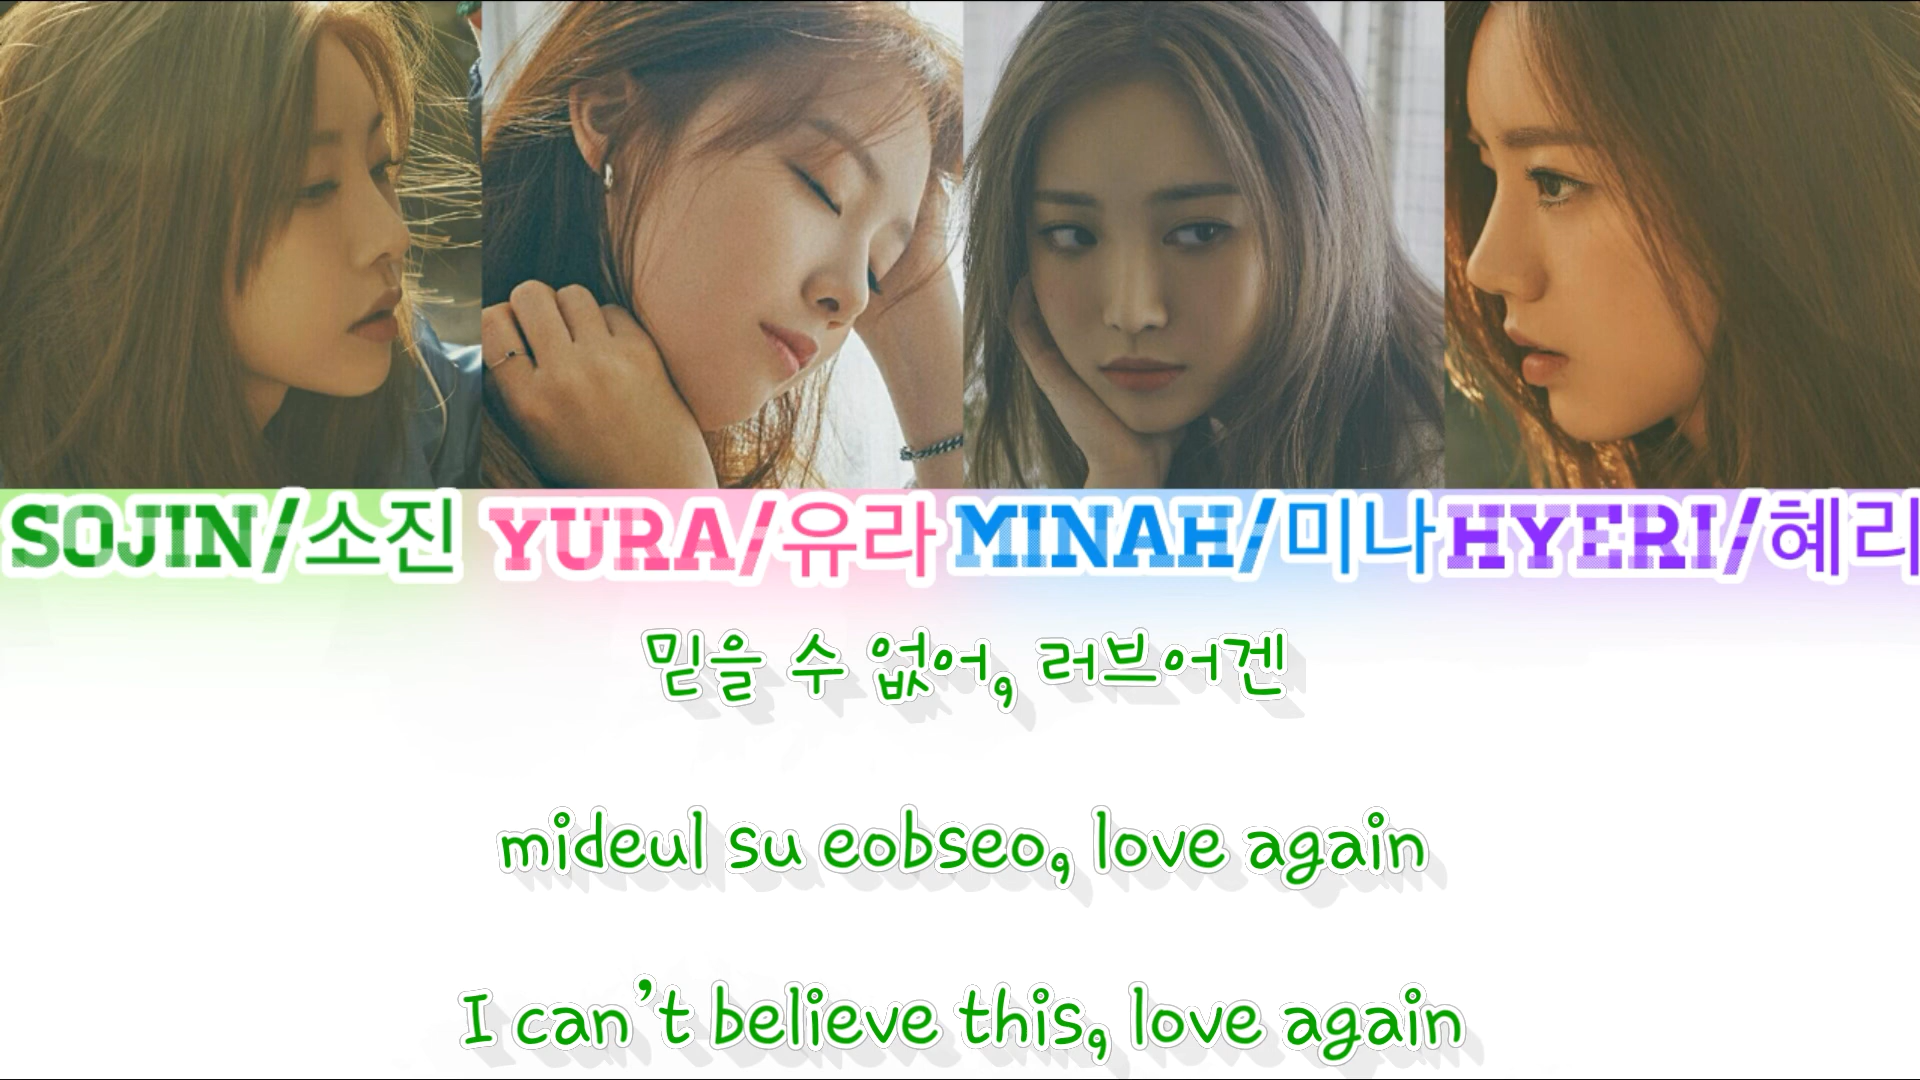 SOJIN/소진 YURA/유라 MINAH/미나 HYERI/혜리
믿을 수 없어, 러브어겐
mideul su eobseo, love again
I can't believe this, love again